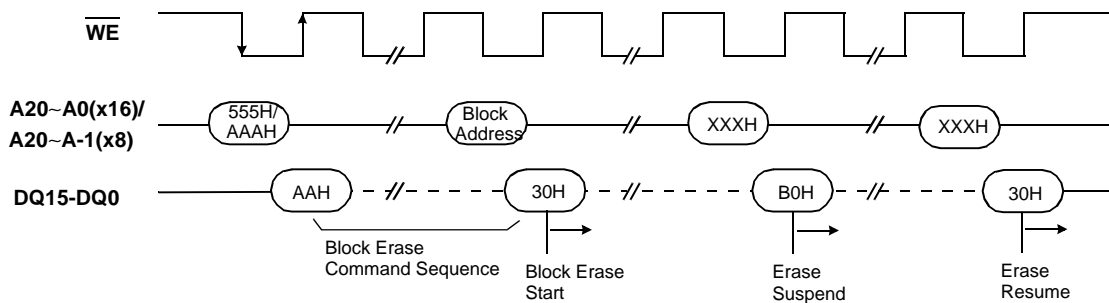 WE
A20~A0(x16)/
A20~A-1(x8)
555H/
AAAH
Block
Address
XXXH
XXXH
DQ15-DQ0
AAH
30H
B0H
30H
Block Erase
Command Sequence
Block Erase
Start
Erase
Suspend
Erase
Resume